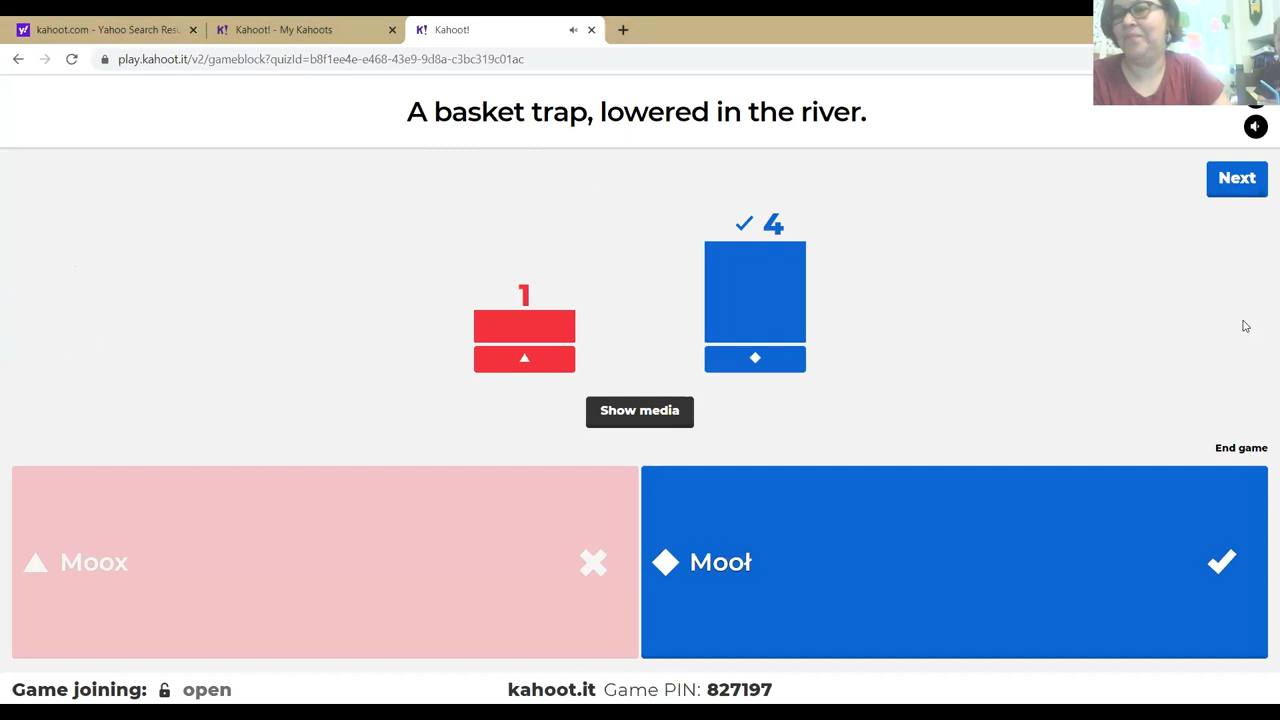 kahoot.com - Yahoo Search Resu
K! Kahoot! - My Kahoots
K! Kahoot!
play.kahoot.it/v2/gameblock?quizId=b8f1ee4e-e468-43e9-9d8a-c3bc319c01ac
A basket trap, lowered in the river.
Next
4
1
Show media
End game
Moox
Mooł
Game joining: open
kahoot.it Game PIN: 827197